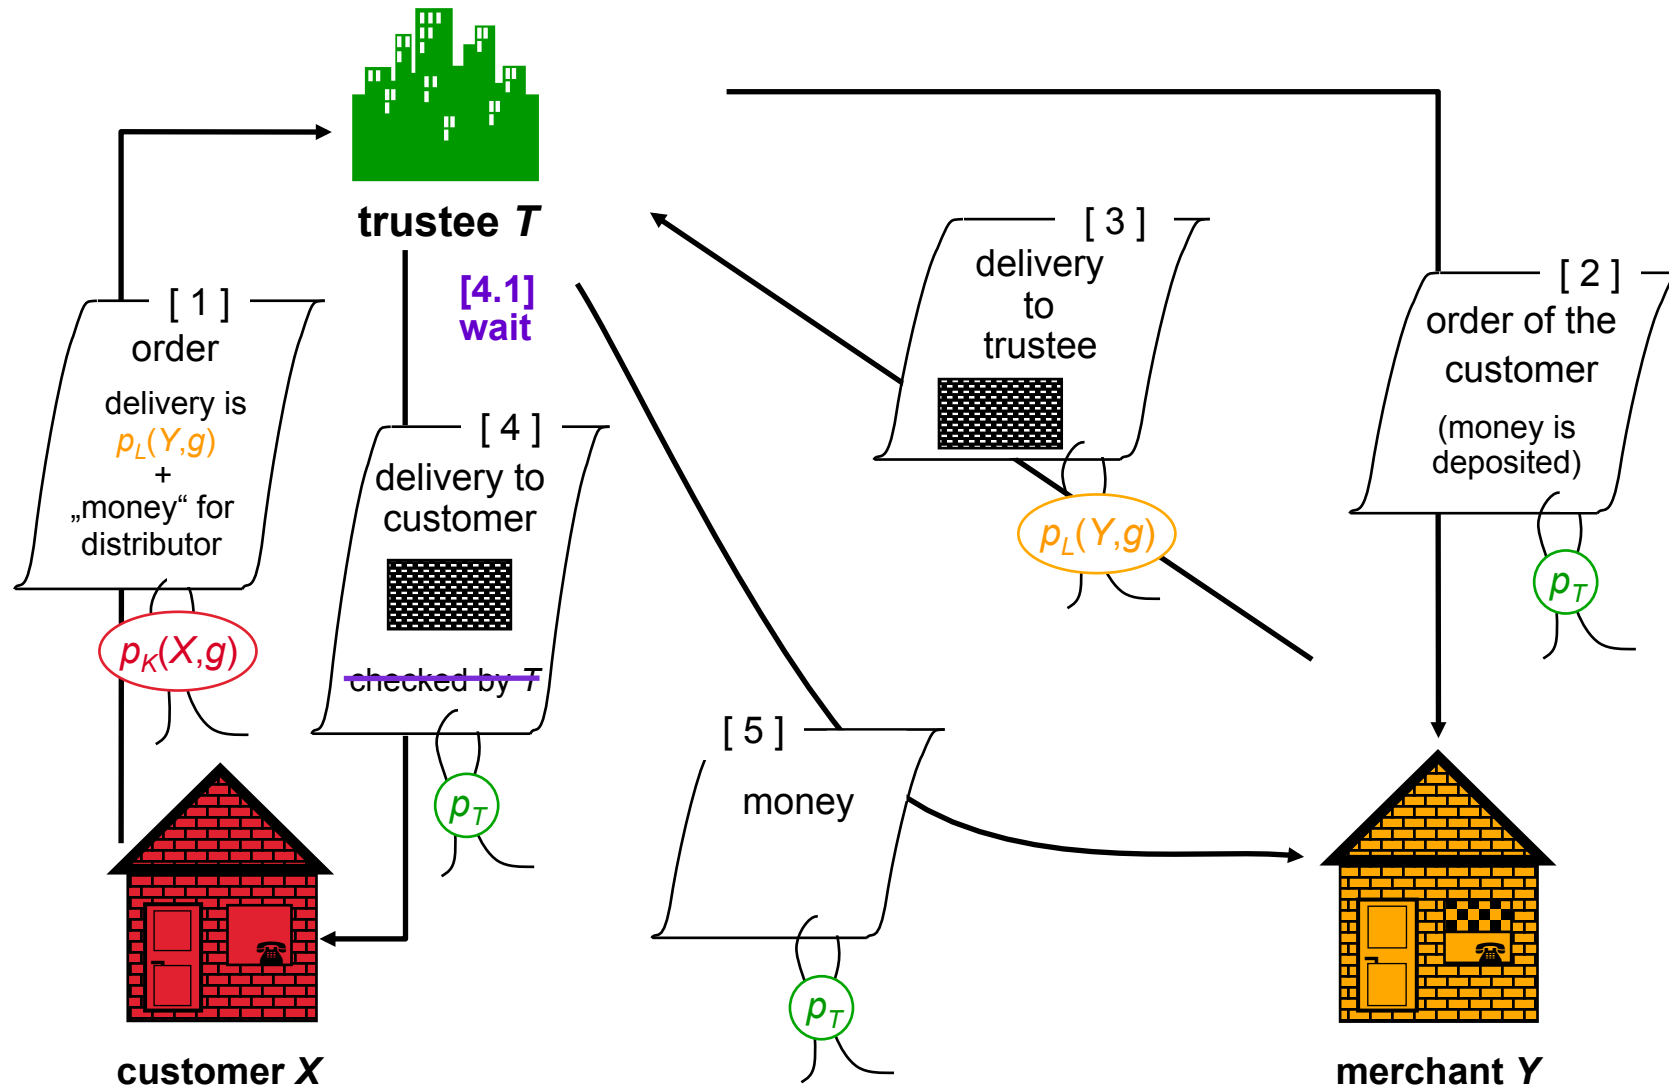 trustee T
[4.1]
wait
[ 1 ]
order
delivery is
pL(Y,g)
+
„money“ for
distributor
pK(X,g)
[ 2 ]
order of the
customer
(money is
deposited)
pT
[ 3 ]
delivery
to
trustee
pL(Y,g)
[ 4 ]
delivery to
customer
checked by T
pT
[ 5 ]
money
pT
customer X
merchant Y